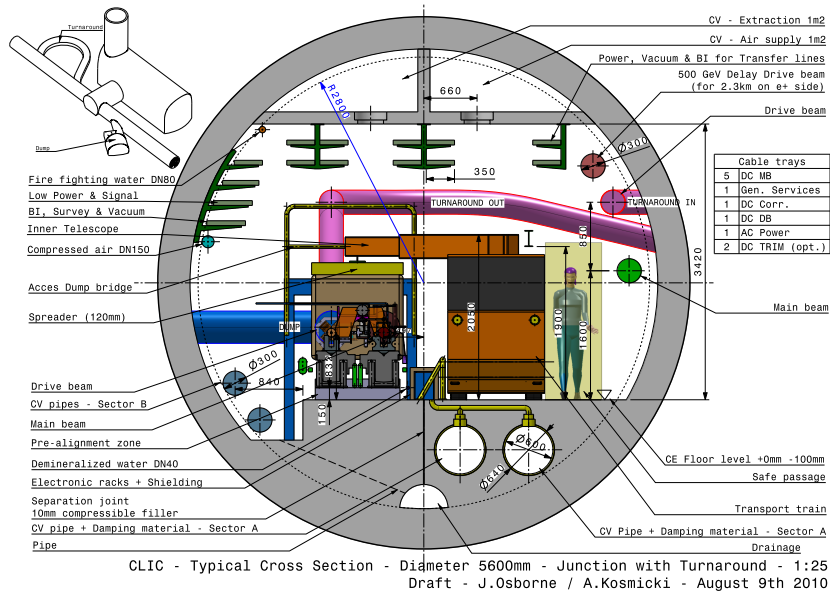 Turnaround
Dump
CV - Extraction 1m2
CV - Air supply 1m2
Power, Vacuum & BI for Transfer lines
500 GeV Delay Drive beam
(for 2.3km on e+ side)
Drive beam
R2800
660
Ø300
350
Cable trays
5 DC MB
1 Gen. Services
1 DC Corr.
1 DC DB
1 AC Power
2 DC TRIM (opt.)
Fire fighting water DN80
Low Power & Signal
BI, Survey & Vacuum
Inner Telescope
Compressed air DN150
Acces Dump bridge
Spreader (120mm)
TURNAROUND OUT
TURNAROUND IN
850
3420
2050
1900
1600
Main beam
DUMP
Ø300
840
832
150
Drive beam
CV pipes - Sector B
Main beam
Pre-alignment zone
Demineralized water DN40
Electronic racks + Shielding
Separation joint
10mm compressible filler
CV pipe + Damping material - Sector A
Pipe
Ø600
Ø640
CE Floor level +0mm -100mm
Safe passage
Transport train
CV Pipe + Damping material - Sector A
Drainage
CLIC - Typical Cross Section - Diameter 5600mm - Junction with Turnaround - 1:25
Draft - J.Osborne / A.Kosmicki - August 9th 2010